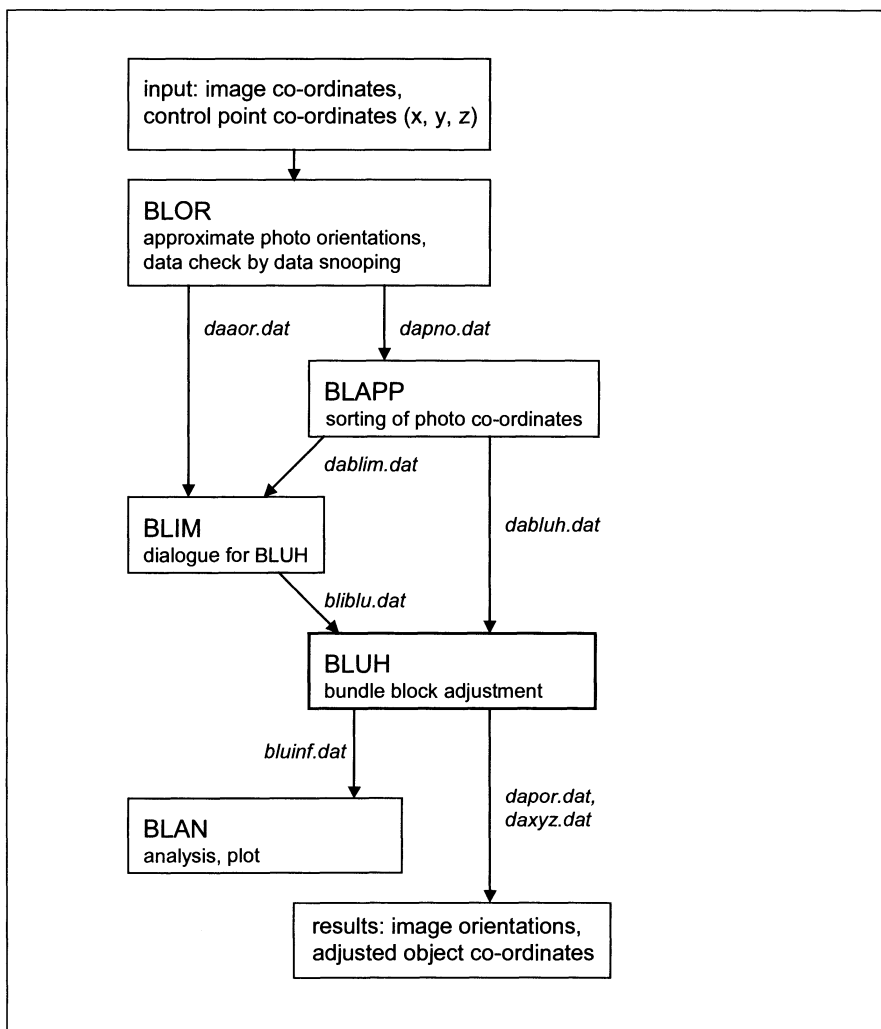 input: image co-ordinates,
control point co-ordinates (x, y, z)
BLOR
approximate photo orientations,
data check by data snooping
daaor.dat
dapno.dat
BLAPP
sorting of photo co-ordinates
dablim.dat
BLIM
dialogue for BLUH
dabluh.dat
bliblu.dat
BLUH
bundle block adjustment
bluinf.dat
dapor.dat,
daxyz.dat
BLAN
analysis, plot
results: image orientations,
adjusted object co-ordinates